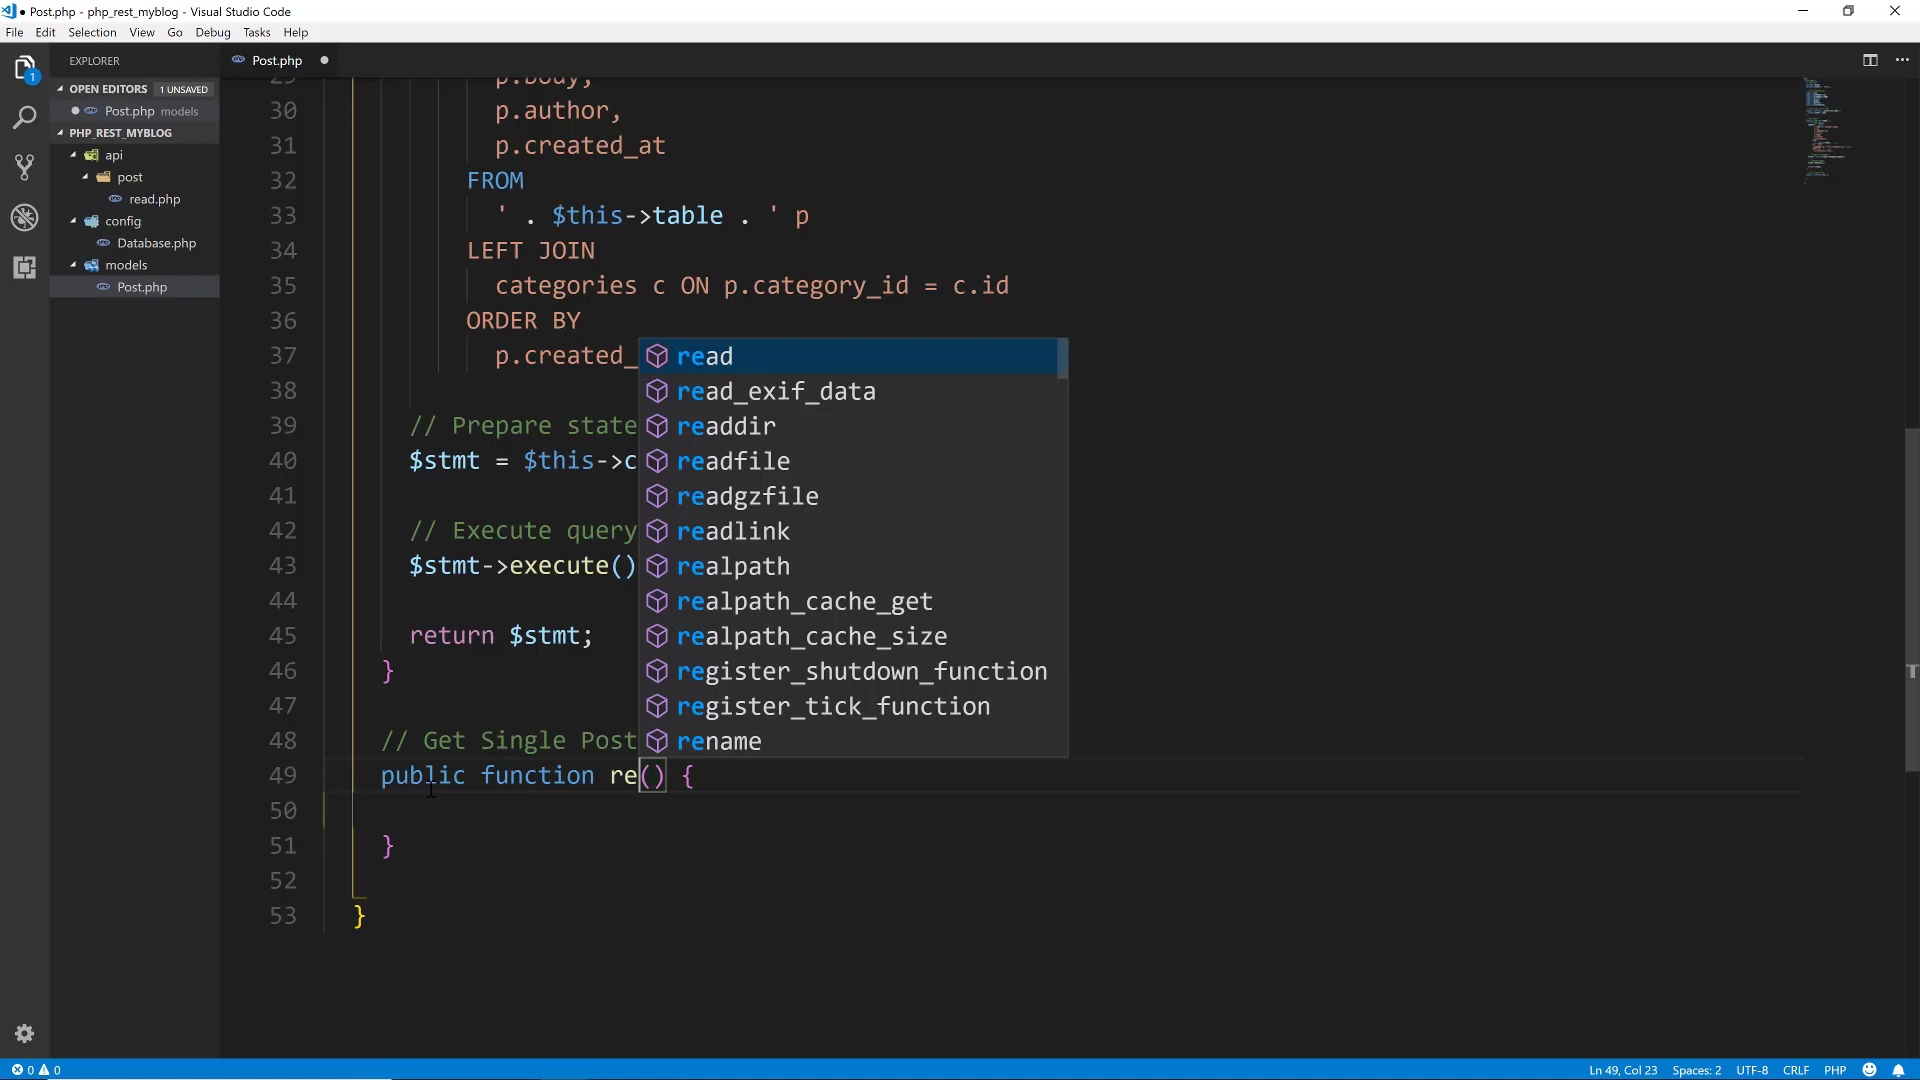 Post.php - php_rest_myblog - Visual Studio Code
File Edit Selection View Go Debug Tasks Help
EXPLORER
OPEN EDITORS 1 UNSAVED
Post.php models
PHP_REST_MYBLOG
api
post
read.php
config
Database.php
models
Post.php
1
Post.php
29 p.body,
30 p.author,
31 p.created_at
32 FROM
33 ' . $this->table . ' p
34 LEFT JOIN
35 categories c ON p.category_id = c.id
36 ORDER BY
37 p.created_
38
39 // Prepare state
40 $stmt = $this->c
41
42 // Execute query
43 $stmt->execute()
44
45 return $stmt;
46 }
47
48 // Get Single Post
49 public function re() {
50
51 }
52
53 }
read
read_exif_data
readdir
readfile
readgzfile
readlink
realpath
realpath_cache_get
realpath_cache_size
register_shutdown_function
register_tick_function
rename
0 0 Ln 49, Col 23 Spaces: 2 UTF-8 CRLF PHP